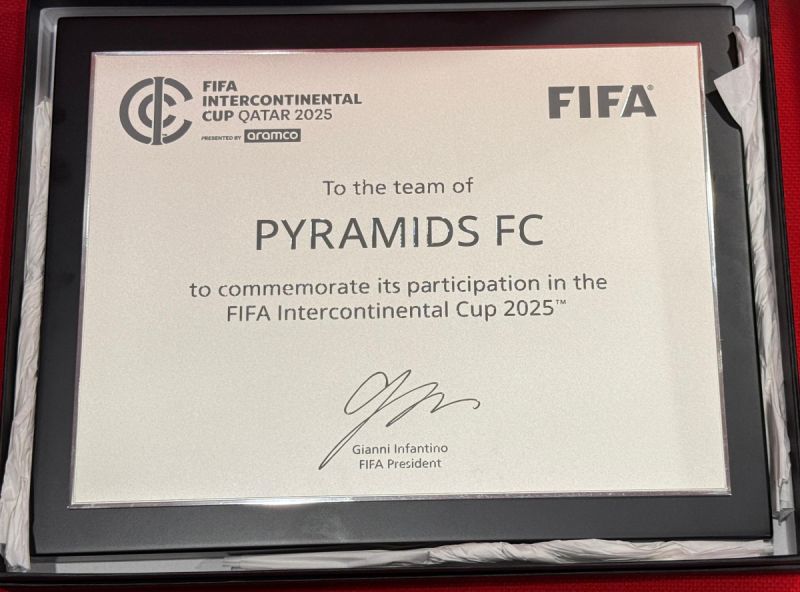 FIFA
INTERCONTINENTAL
CUP QATAR 2025
PRESENTED BY aramco
FIFA®
To the team of
PYRAMIDS FC
to commemorate its participation in the
FIFA Intercontinental Cup 2025™
Gianni Infantino
FIFA President